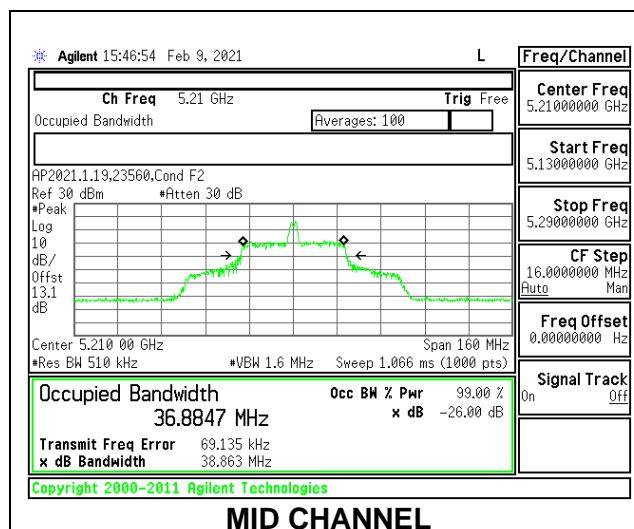 Agilent 15:46:54 Feb 9, 2021 L
Freq/Channel
Ch Freq 5.21 GHz Trig Free
Occupied Bandwidth Averages: 100
AP2021.1.19,23560,Cond F2
Ref 30 dBm #Atten 30 dB
#Peak
Log
10
dB/
Offst
13.1
dB
Center 5.210 00 GHz Span 160 MHz
#Res BW 510 kHz #VBW 1.6 MHz Sweep 1.066 ms (1000 pts)
Occupied Bandwidth Occ BW % Pwr 99.00 %
36.8847 MHz x dB -26.00 dB
Transmit Freq Error 69.135 kHz
x dB Bandwidth 38.863 MHz
Copyright 2000-2011 Agilent Technologies
Center Freq
5.21000000 GHz
Start Freq
5.13000000 GHz
Stop Freq
5.29000000 GHz
CF Step
16.0000000 MHz
Auto Man
Freq Offset
0.00000000 Hz
Signal Track
On Off
MID CHANNEL